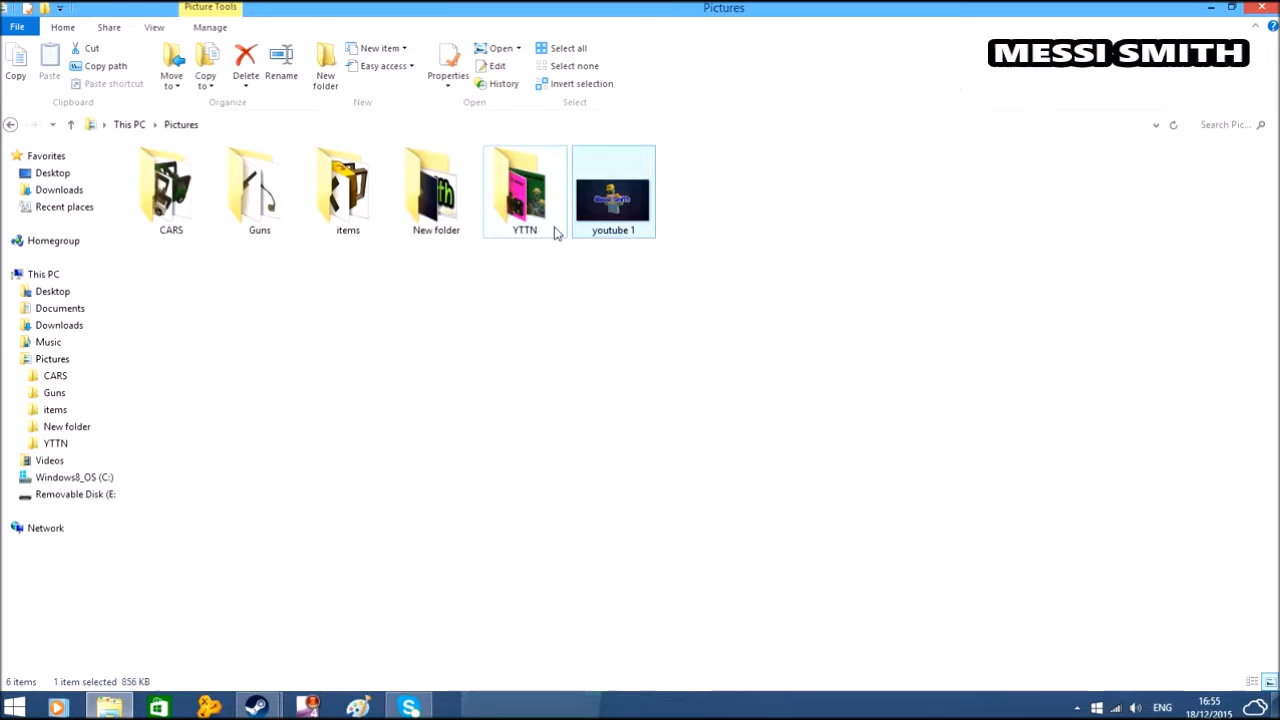 Picture Tools
Pictures
File
Home
Share
View
Manage
MESSI SMITH
Copy
Paste
Cut
Copy path
Paste shortcut
Move to
Copy to
Delete
Rename
New folder
New item
Easy access
Properties
Open
Edit
History
Select all
Select none
Invert selection
Clipboard
Organize
New
Open
Select
This PC
Pictures
Search Pic...
Favorites
Desktop
Downloads
Recent places
Homegroup
This PC
Desktop
Documents
Downloads
Music
Pictures
CARS
Guns
items
New folder
YTTN
Videos
Windows8_OS (C:)
Removable Disk (E:
Network
CARS
Guns
items
New folder
YTTN
Messi Smith
youtube 1
6 items
1 item selected 856 KB
ENG
16:55
18/12/2015